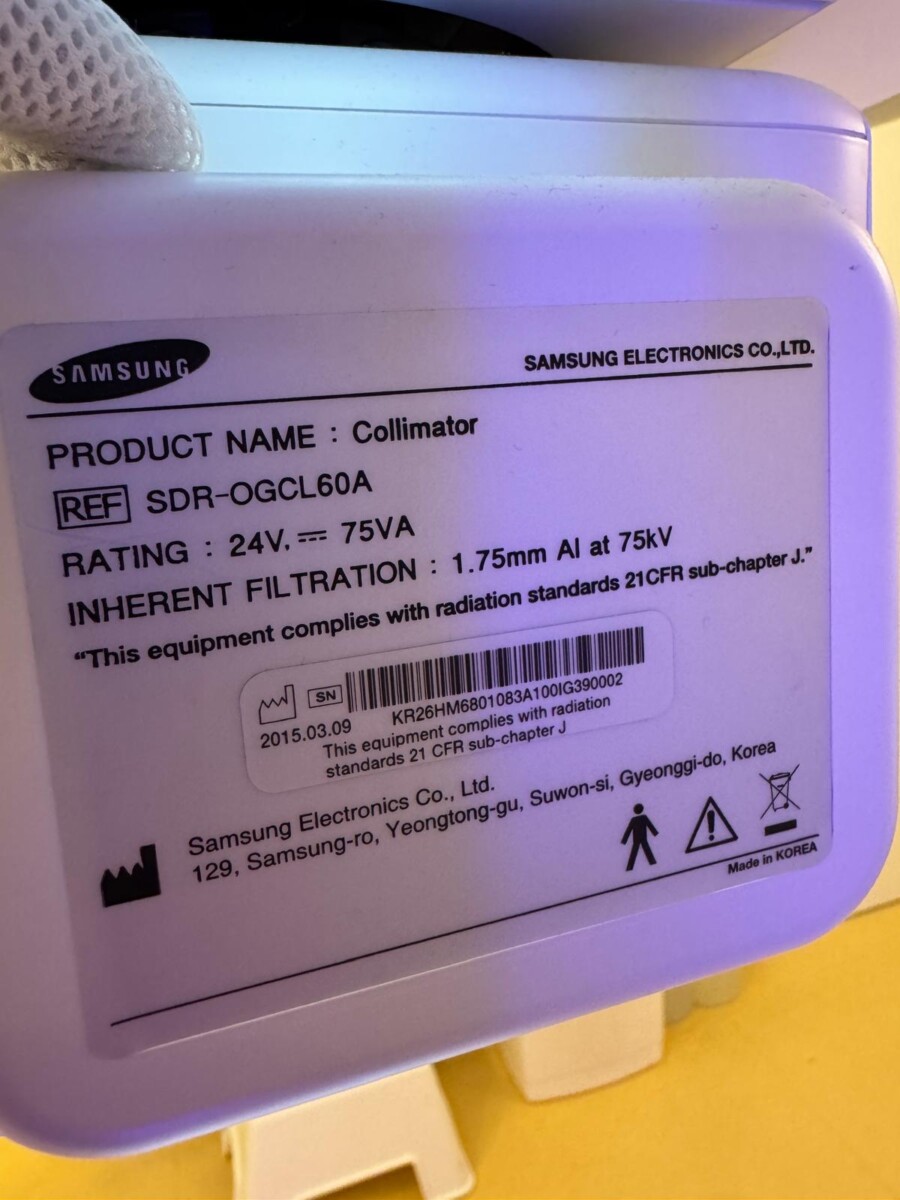 SAMSUNG
SAMSUNG ELECTRONICS CO.,LTD.
PRODUCT NAME : Collimator
REF SDR-OGCL60A
RATING : 24V. ⎓ 75VA
INHERENT FILTRATION : 1.75mm Al at 75kV
“This equipment complies with radiation standards 21CFR sub-chapter J.”
SN
2015.03.09 KR26HM6801083A100IG390002
This equipment complies with radiation
standards 21 CFR sub-chapter J
Samsung Electronics Co., Ltd.
129, Samsung-ro, Yeongtong-gu, Suwon-si, Gyeonggi-do, Korea
Made in KOREA